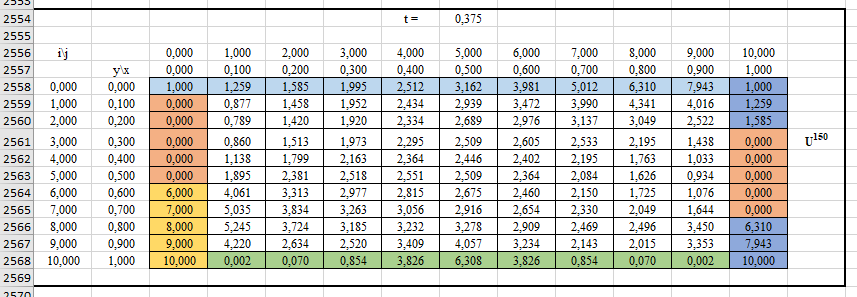 2553
2554 t = 0,375
2555
2556 i\j 0,000 1,000 2,000 3,000 4,000 5,000 6,000 7,000 8,000 9,000 10,000
2557 y\x 0,000 0,100 0,200 0,300 0,400 0,500 0,600 0,700 0,800 0,900 1,000
2558 0,000 0,000 1,000 1,259 1,585 1,995 2,512 3,162 3,981 5,012 6,310 7,943 1,000
2559 1,000 0,100 0,000 0,877 1,458 1,952 2,434 2,939 3,472 3,990 4,341 4,016 1,259
2560 2,000 0,200 0,000 0,789 1,420 1,920 2,334 2,689 2,976 3,137 3,049 2,522 1,585
2561 3,000 0,300 0,000 0,860 1,513 1,973 2,295 2,509 2,605 2,533 2,195 1,438 0,000 U¹⁵⁰
2562 4,000 0,400 0,000 1,138 1,799 2,163 2,364 2,446 2,402 2,195 1,763 1,033 0,000
2563 5,000 0,500 0,000 1,895 2,381 2,518 2,551 2,509 2,364 2,084 1,626 0,934 0,000
2564 6,000 0,600 6,000 4,061 3,313 2,977 2,815 2,675 2,460 2,150 1,725 1,076 0,000
2565 7,000 0,700 7,000 5,035 3,834 3,263 3,056 2,916 2,654 2,330 2,049 1,644 0,000
2566 8,000 0,800 8,000 5,245 3,724 3,185 3,232 3,278 2,909 2,469 2,496 3,450 6,310
2567 9,000 0,900 9,000 4,220 2,634 2,520 3,409 4,057 3,234 2,143 2,015 3,353 7,943
2568 10,000 1,000 10,000 0,002 0,070 0,854 3,826 6,308 3,826 0,854 0,070 0,002 10,000
2569
2570